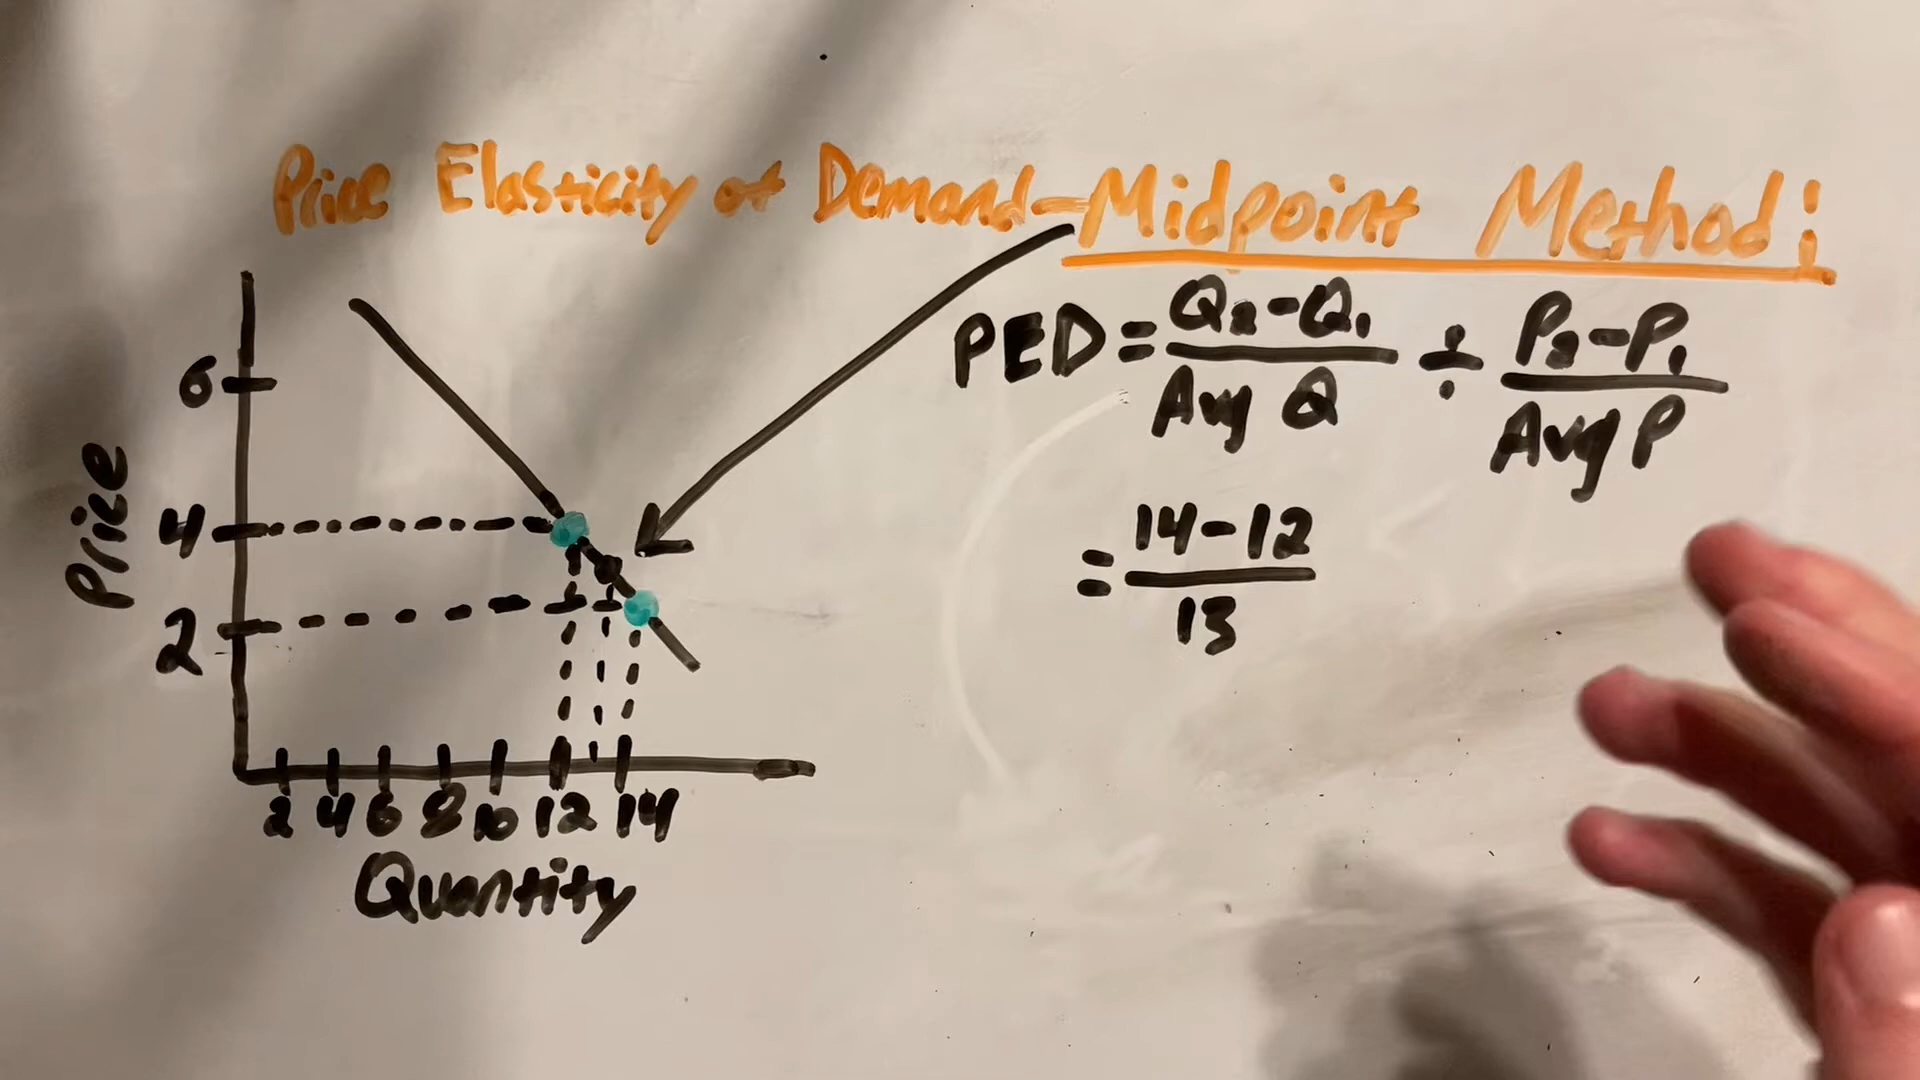 Price Elasticity of Demand-Midpoint Method:
PED = Q₂-Q₁ / Avg Q ÷ P₂-P₁ / Avg P
= 14-12 / 13
Price
6
4
2
2 4 6 8 10 12 14
Quantity